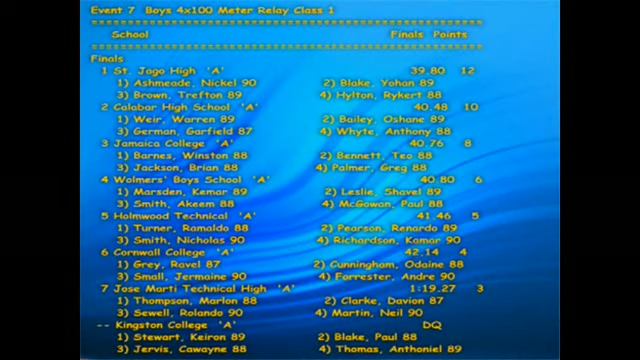 Event 7 Boys 4x100 Meter Relay Class 1
================================================================
School Finals Points
================================================================
Finals
1 St. Jago High 'A' 39.80 12
1) Ashmeade, Nickel 90 2) Blake, Yohan 89
3) Brown, Trefton 89 4) Hylton, Rykert 88
2 Calabar High School 'A' 40.48 10
1) Weir, Warren 89 2) Bailey, Oshane 89
3) German, Garfield 87 4) Whyte, Anthony 88
3 Jamaica College 'A' 40.76 8
1) Barnes, Winston 88 2) Bennett, Teo 88
3) Jackson, Brian 88 4) Palmer, Greg 88
4 Wolmers' Boys School 'A' 40.80 6
1) Marsden, Kemar 89 2) Leslie, Shavel 89
3) Smith, Akeem 88 4) McGowan, Paul 88
5 Holmwood Technical 'A' 41.46 5
1) Turner, Ramaldo 88 2) Pearson, Renardo 89
3) Smith, Nicholas 90 4) Richardson, Kamar 90
6 Cornwall College 'A' 42.14 4
1) Grey, Ravel 87 2) Cunningham, Odaine 88
3) Small, Jermaine 90 4) Forrester, Andre 90
7 Jose Marti Technical High 'A' 1:19.27 3
1) Thompson, Marlon 88 2) Clarke, Davion 87
3) Sewell, Rolando 90 4) Martin, Neil 90
-- Kingston College 'A' DQ
1) Stewart, Keiron 89 2) Blake, Paul 88
3) Jervis, Cawayne 88 4) Thomas, Anthoniel 89